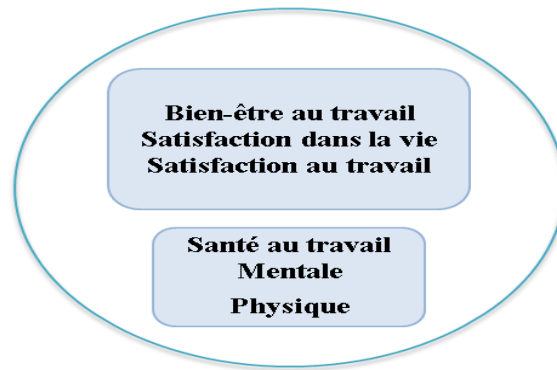 Bien-être au travail
Satisfaction dans la vie
Satisfaction au travail
Santé au travail
Mentale
Physique